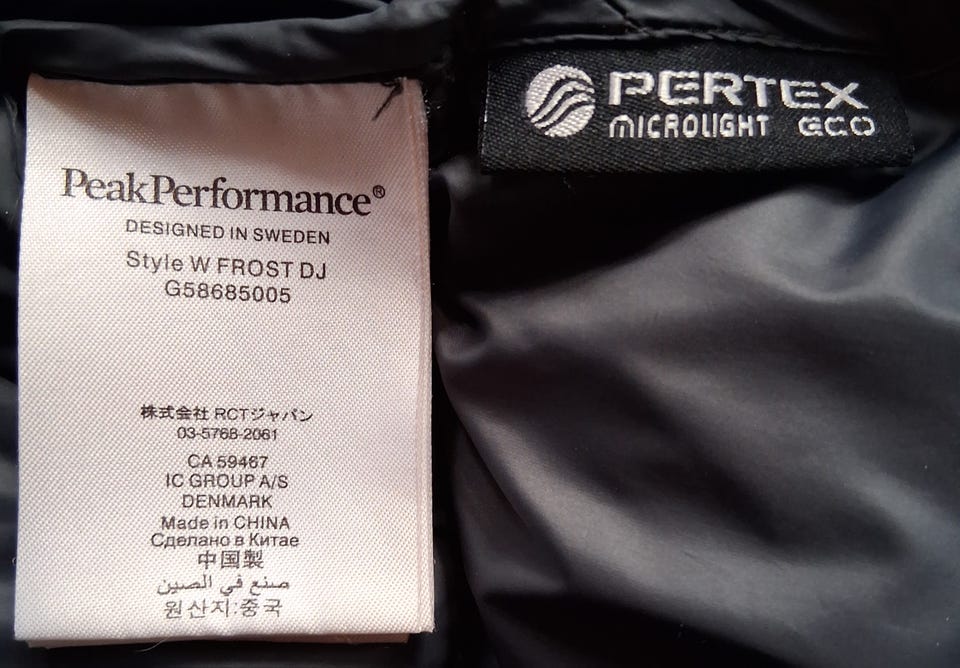 PeakPerformance®
DESIGNED IN SWEDEN
Style W FROST DJ
G58685005
株式会社 RCTジャパン
03-5768-2061
CA 59467
IC GROUP A/S
DENMARK
Made in CHINA
Сделано в Китае
中国製
صنع في الصين
원산지:중국
PERTEX
MICROLIGHT ECO